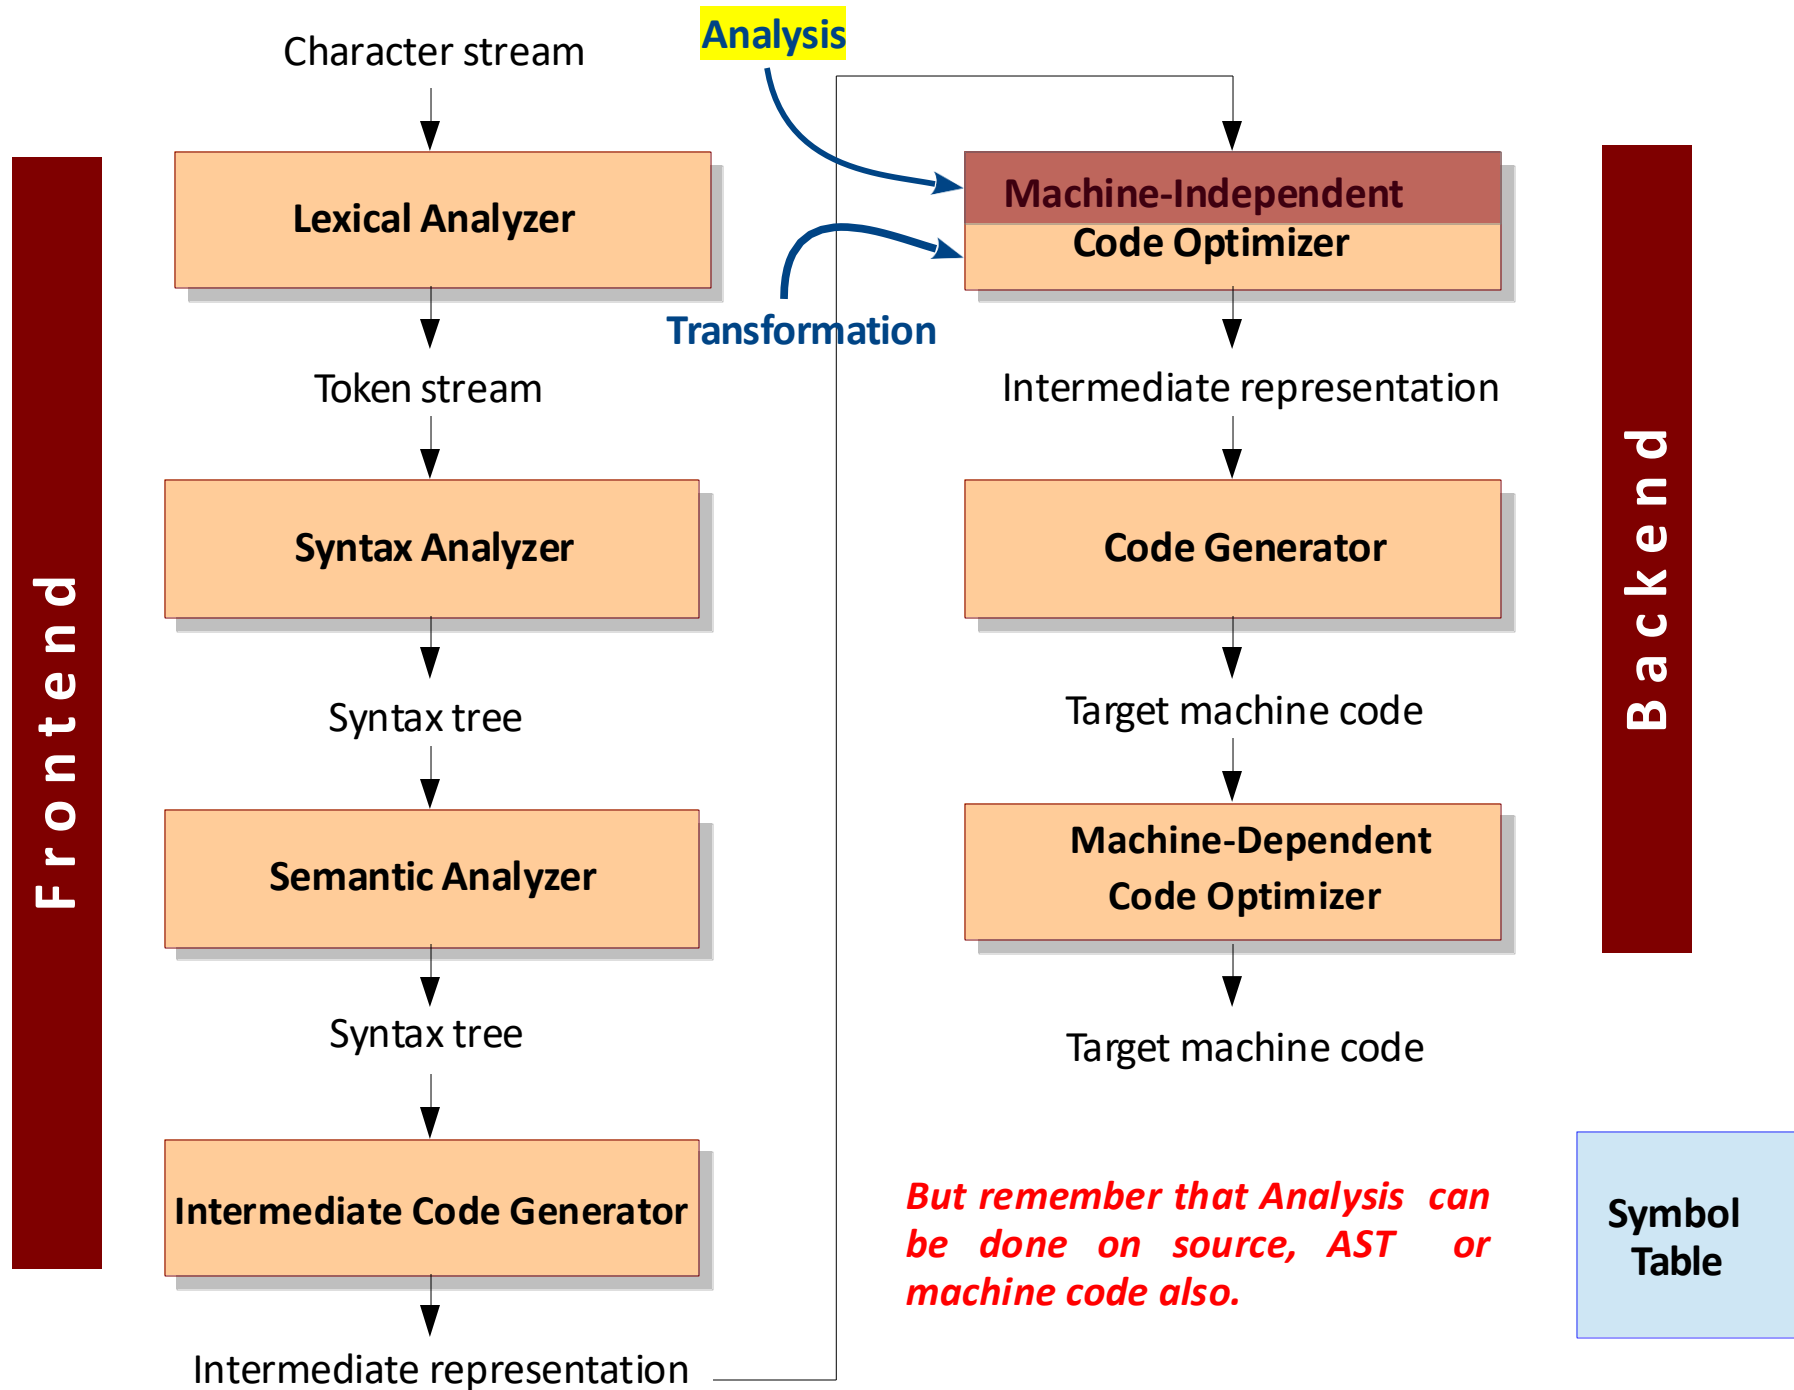 Frontend
Character stream
Lexical Analyzer
Token stream
Syntax Analyzer
Syntax tree
Semantic Analyzer
Syntax tree
Intermediate Code Generator
Intermediate representation
Analysis
Transformation
Machine-Independent
Code Optimizer
Intermediate representation
Code Generator
Target machine code
Machine-Dependent
Code Optimizer
Target machine code
Backend
But remember that Analysis can
be done on source, AST or
machine code also.
Symbol
Table